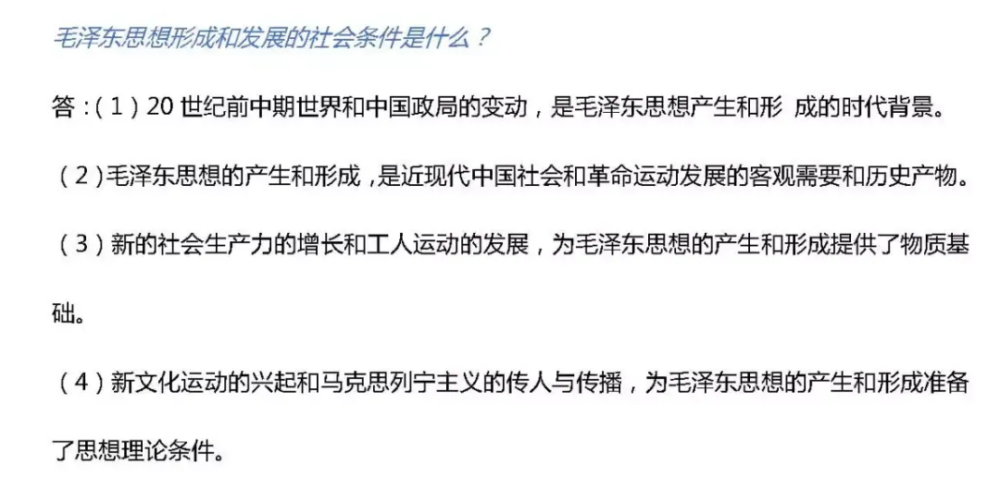 毛泽东思想形成和发展的社会条件是什么？
答：（1）20 世纪前中期世界和中国政局的变动，是毛泽东思想产生和形 成的时代背景。
（2）毛泽东思想的产生和形成，是近现代中国社会和革命运动发展的客观需要和历史产物。
（3）新的社会生产力的增长和工人运动的发展，为毛泽东思想的产生和形成提供了物质基
础。
（4）新文化运动的兴起和马克思列宁主义的传人与传播，为毛泽东思想的产生和形成准备
了思想理论条件。